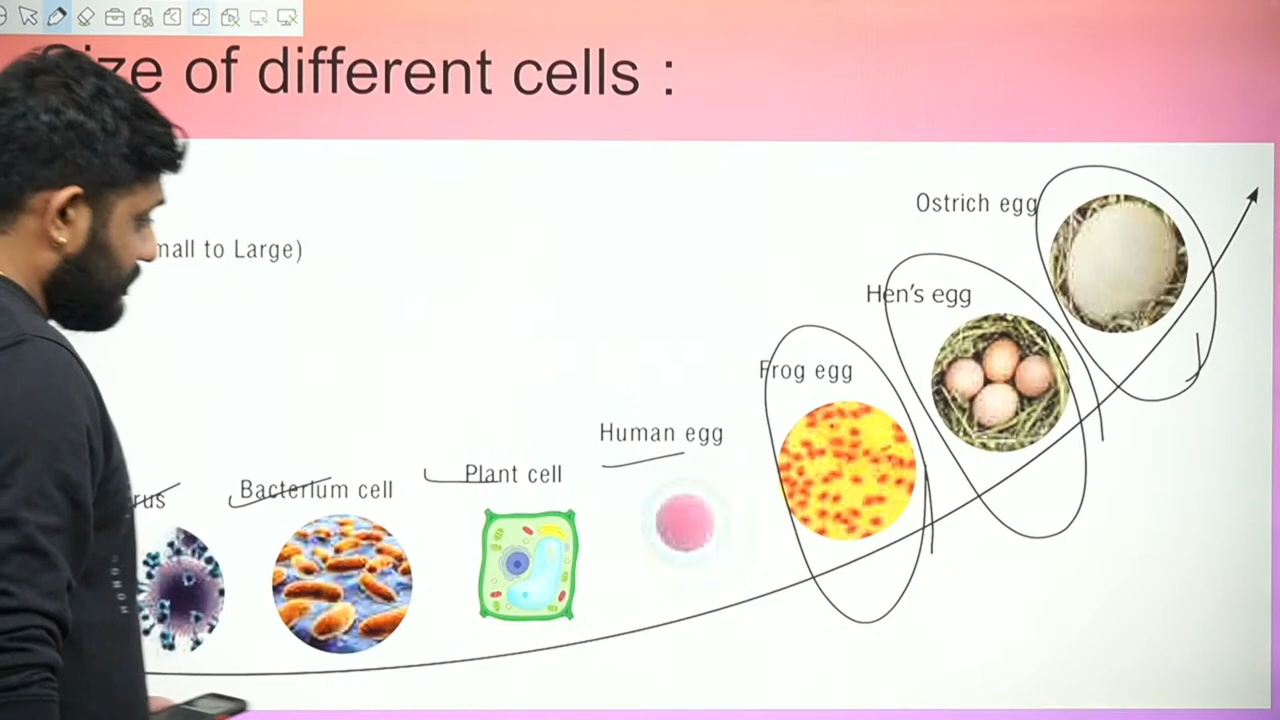 ize of different cells :
mall to Large)
Ostrich egg
Hen's egg
Frog egg
Human egg
Plant cell
Bacterium cell
rus